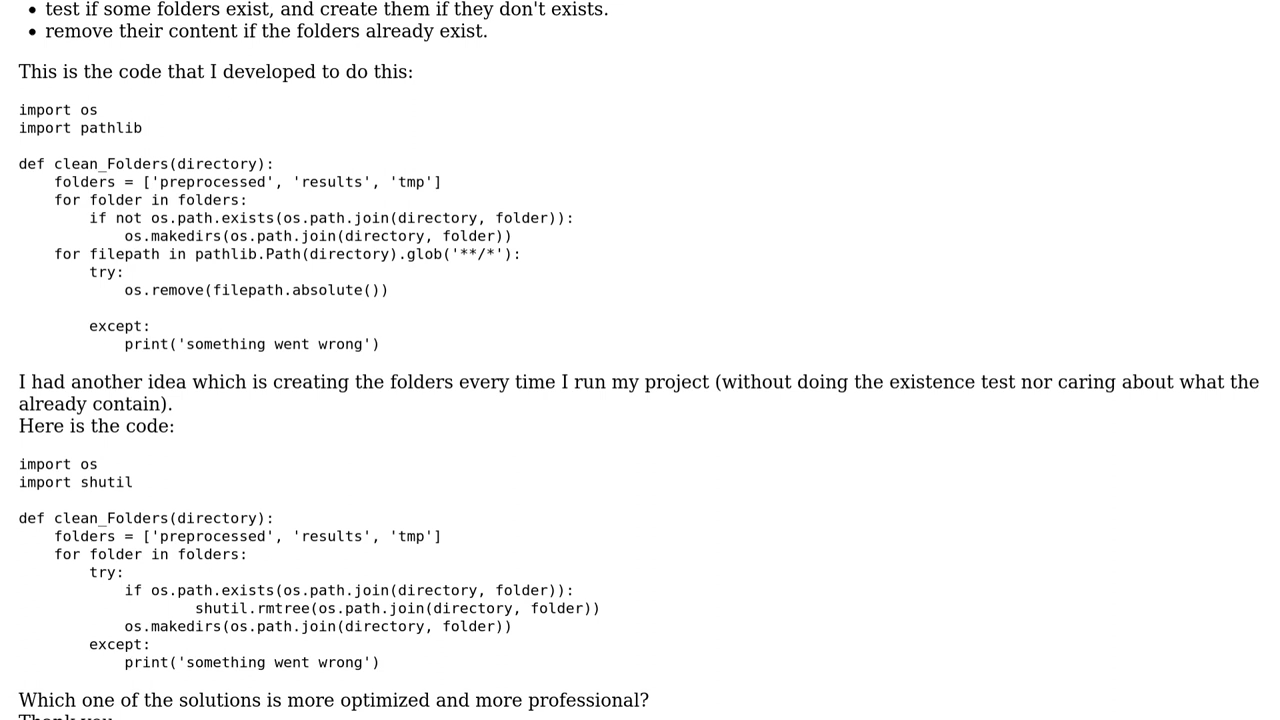 • test if some folders exist, and create them if they don't exists.
• remove their content if the folders already exist.
This is the code that I developed to do this:
import os
import pathlib
def clean_Folders(directory):
    folders = ['preprocessed', 'results', 'tmp']
    for folder in folders:
        if not os.path.exists(os.path.join(directory, folder)):
            os.makedirs(os.path.join(directory, folder))
    for filepath in pathlib.Path(directory).glob('**/*'):
        try:
            os.remove(filepath.absolute())
        except:
            print('something went wrong')
I had another idea which is creating the folders every time I run my project (without doing the existence test nor caring about what the
already contain).
Here is the code:
import os
import shutil
def clean_Folders(directory):
    folders = ['preprocessed', 'results', 'tmp']
    for folder in folders:
        try:
            if os.path.exists(os.path.join(directory, folder)):
                    shutil.rmtree(os.path.join(directory, folder))
            os.makedirs(os.path.join(directory, folder))
        except:
            print('something went wrong')
Which one of the solutions is more optimized and more professional?
Thank you